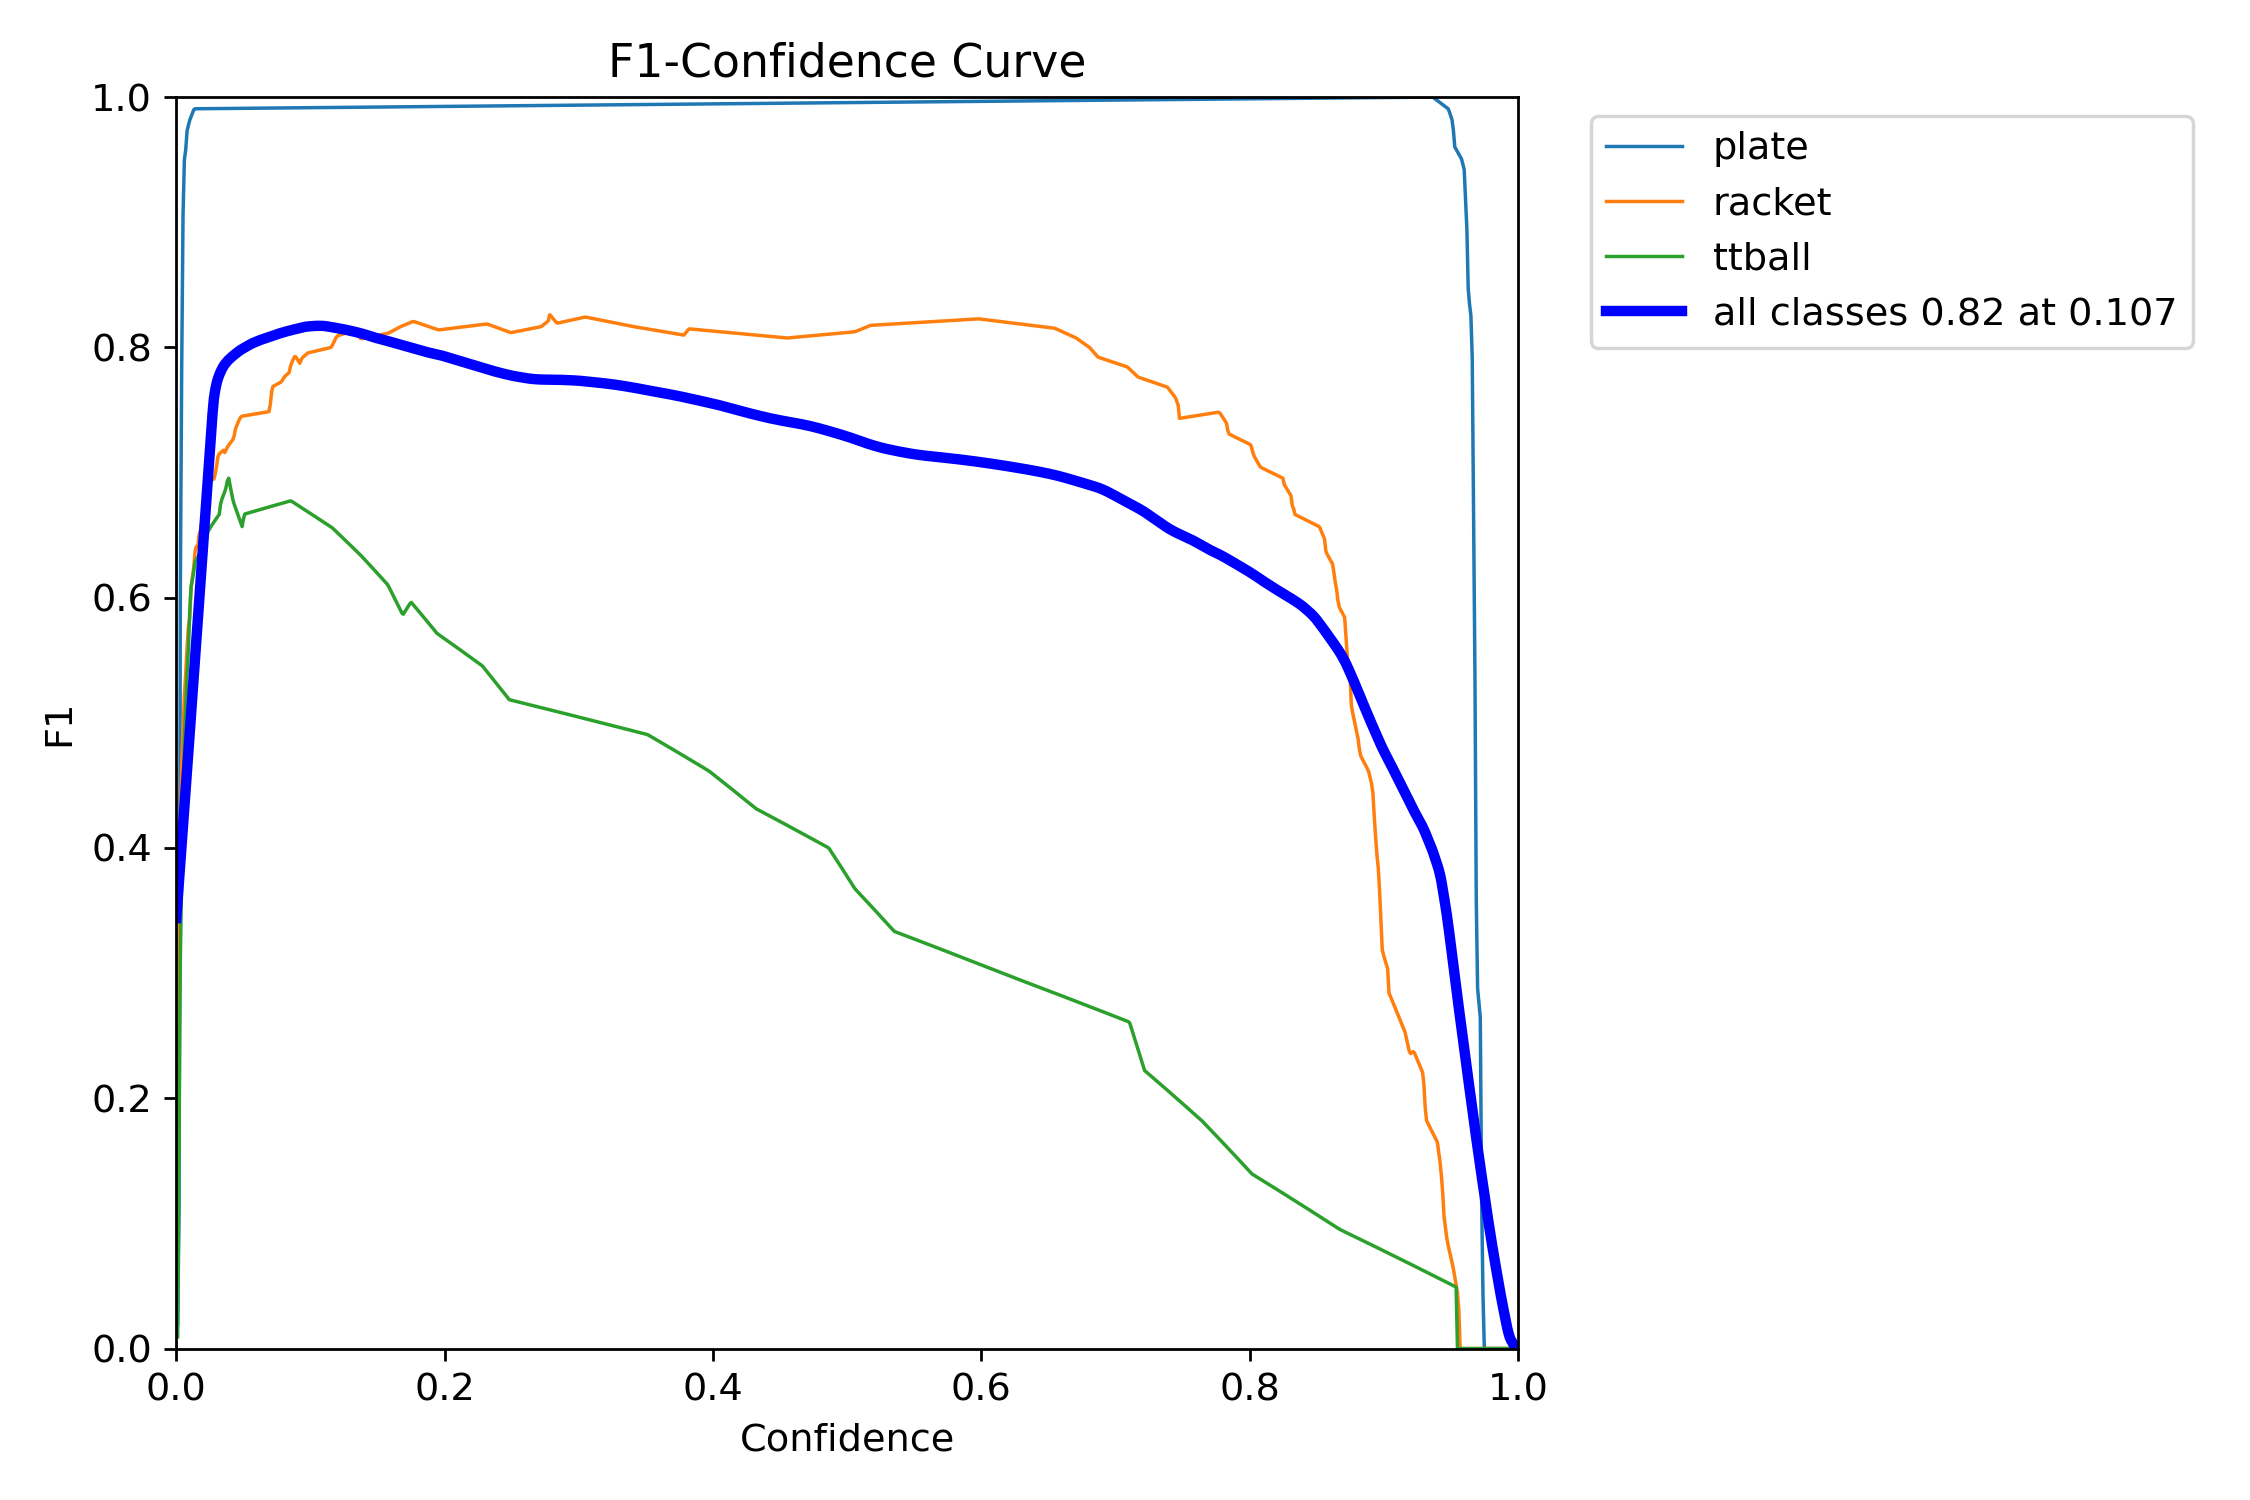 F1-Confidence Curve
1.0
0.8
0.6
0.4
0.2
0.0
F1
0.0 0.2 0.4 0.6 0.8 1.0
Confidence
plate
racket
ttball
all classes 0.82 at 0.107